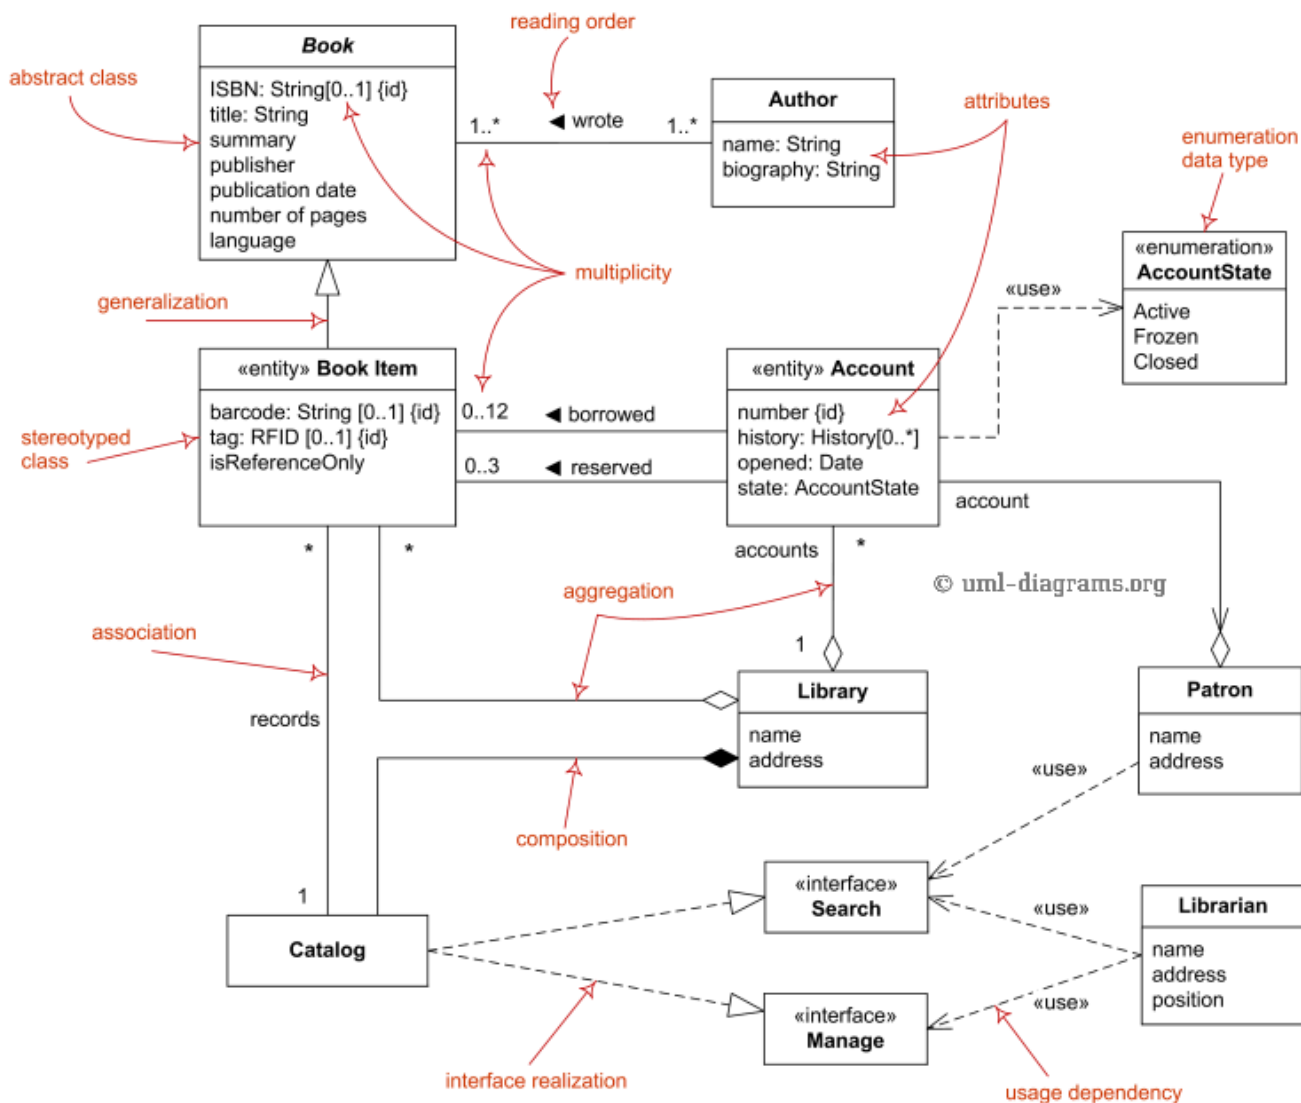 reading order
Book
abstract class
ISBN: String[0..1] {id}
title: String
summary
publisher
publication date
number of pages
language
1..*
◄ wrote
1..*
Author
name: String
biography: String
attributes
enumeration
data type
multiplicity
generalization
«enumeration»
AccountState
Active
Frozen
Closed
«use»
«entity» Book Item
barcode: String [0..1] {id}
tag: RFID [0..1] {id}
isReferenceOnly
stereotyped
class
0..12
◄ borrowed
0..3
◄ reserved
«entity» Account
number {id}
history: History[0..*]
opened: Date
state: AccountState
account
*
*
accounts
*
© uml-diagrams.org
aggregation
association
1
records
Library
name
address
Patron
name
address
«use»
composition
1
Catalog
«interface»
Search
«use»
Librarian
name
address
position
«use»
«interface»
Manage
interface realization
usage dependency